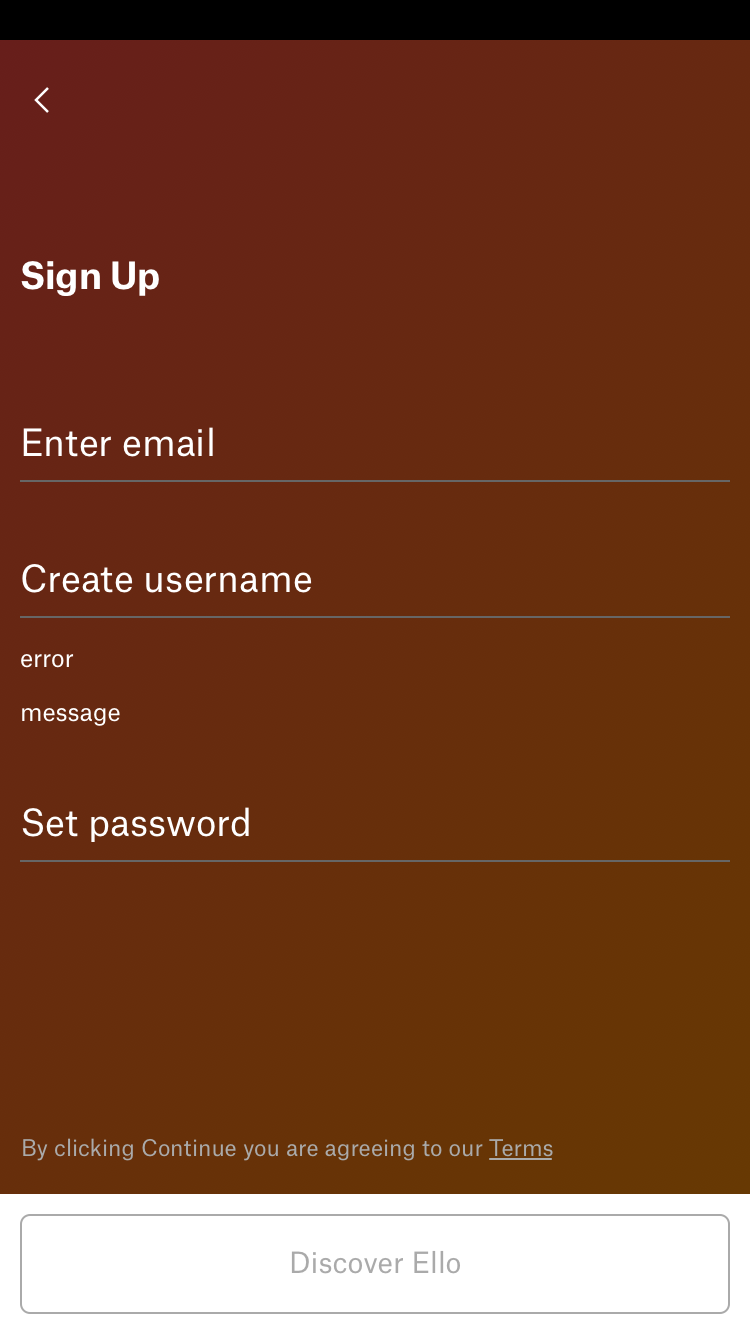 Sign Up
Enter email
Create username
error
message
Set password
By clicking Continue you are agreeing to our Terms
Discover Ello